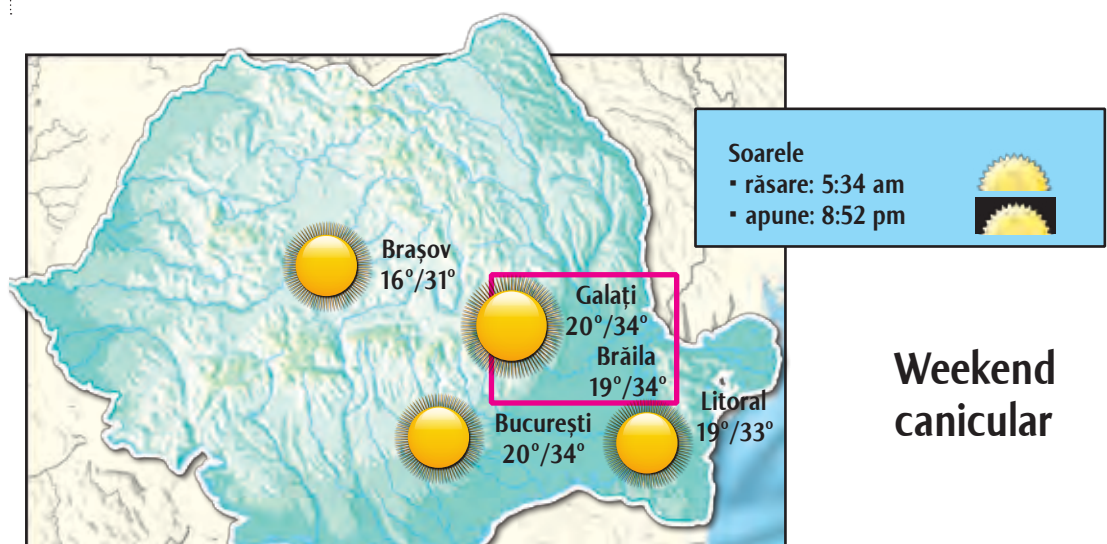 Soarele
▪ răsare: 5:34 am
▪ apune: 8:52 pm
Brașov
16°/31°
Galați
20°/34°
Brăila
19°/34°
Litoral
19°/33°
București
20°/34°
Weekend
canicular